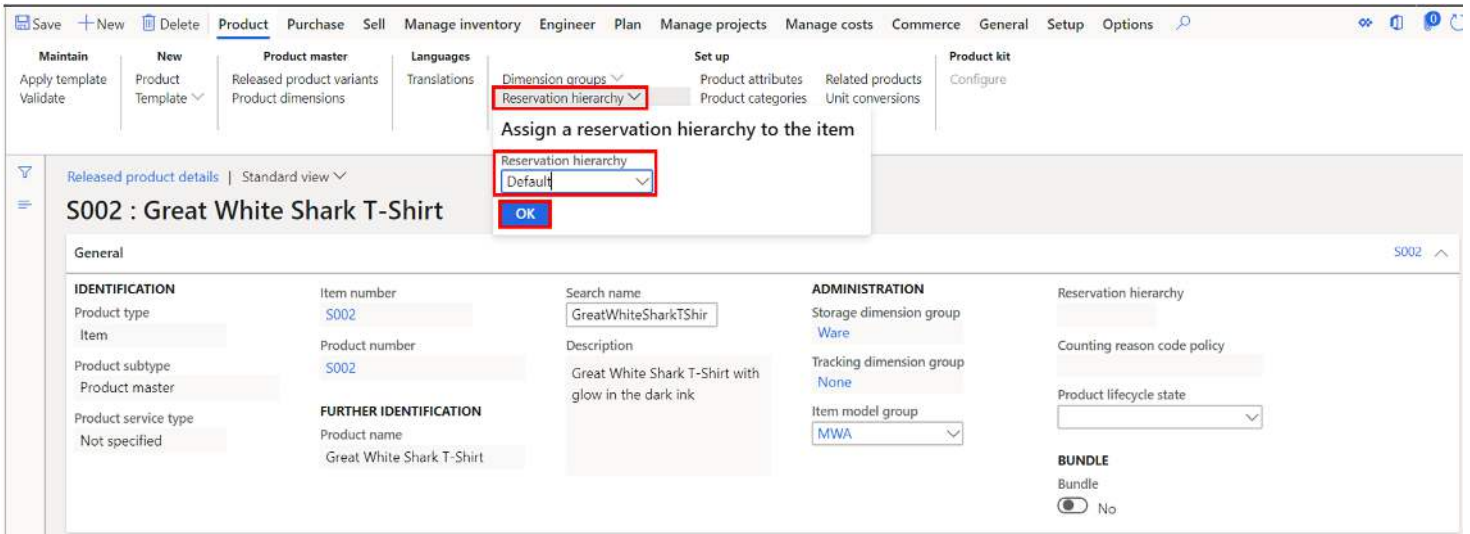 Save New Delete Product Purchase Sell Manage inventory Engineer Plan Manage projects Manage costs Commerce General Setup Options 0
Maintain New Product master Languages Set up Product kit
Apply template Product Released product variants Translations Dimension groups Product attributes Related products Configure
Validate Template Product dimensions Reservation hierarchy Product categories Unit conversions
Assign a reservation hierarchy to the item
Reservation hierarchy
Default
OK
Released product details | Standard view
S002 : Great White Shark T-Shirt
General S002
IDENTIFICATION
Product type
Item
Product subtype
Product master
Product service type
Not specified
Item number
S002
Product number
S002
FURTHER IDENTIFICATION
Product name
Great White Shark T-Shirt
Search name
GreatWhiteSharkTShir
Description
Great White Shark T-Shirt with
glow in the dark ink
ADMINISTRATION
Storage dimension group
Ware
Tracking dimension group
None
Item model group
MWA
Reservation hierarchy
Counting reason code policy
Product lifecycle state
BUNDLE
Bundle
No